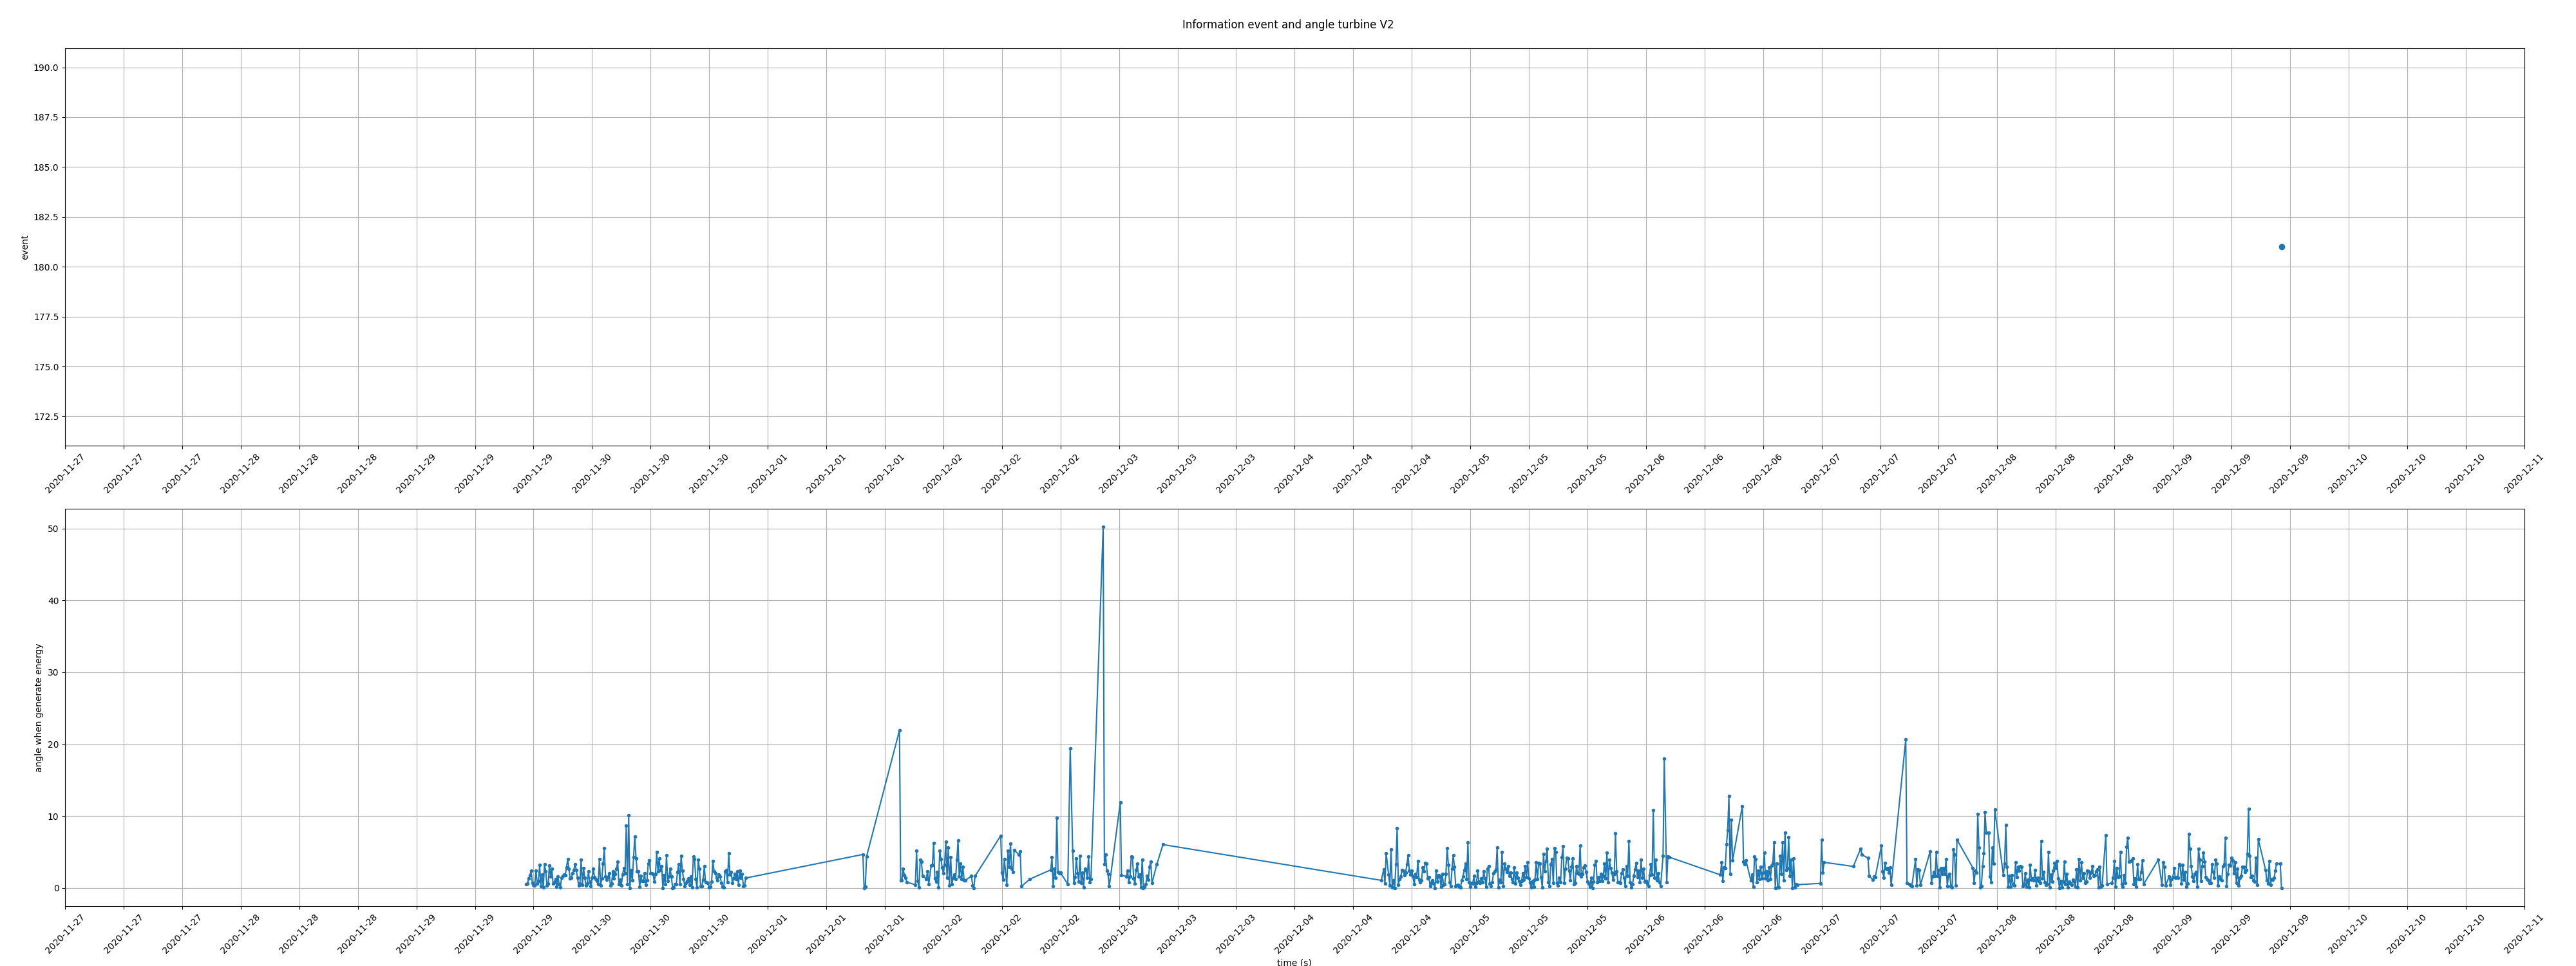 Information event and angle turbine V2
190.0
187.5
185.0
182.5
180.0
177.5
175.0
172.5
event
2020-11-27 2020-11-27 2020-11-27 2020-11-28 2020-11-28 2020-11-28 2020-11-29 2020-11-29 2020-11-29 2020-11-30 2020-11-30 2020-11-30 2020-12-01 2020-12-01 2020-12-01 2020-12-02 2020-12-02 2020-12-02 2020-12-03 2020-12-03 2020-12-03 2020-12-04 2020-12-04 2020-12-04 2020-12-05 2020-12-05 2020-12-05 2020-12-06 2020-12-06 2020-12-06 2020-12-07 2020-12-07 2020-12-07 2020-12-08 2020-12-08 2020-12-08 2020-12-09 2020-12-09 2020-12-09 2020-12-10 2020-12-10 2020-12-10 2020-12-11
50
40
30
20
10
0
angle when generate energy
2020-11-27 2020-11-27 2020-11-27 2020-11-28 2020-11-28 2020-11-28 2020-11-29 2020-11-29 2020-11-29 2020-11-30 2020-11-30 2020-11-30 2020-12-01 2020-12-01 2020-12-01 2020-12-02 2020-12-02 2020-12-02 2020-12-03 2020-12-03 2020-12-03 2020-12-04 2020-12-04 2020-12-04 2020-12-05 2020-12-05 2020-12-05 2020-12-06 2020-12-06 2020-12-06 2020-12-07 2020-12-07 2020-12-07 2020-12-08 2020-12-08 2020-12-08 2020-12-09 2020-12-09 2020-12-09 2020-12-10 2020-12-10 2020-12-10 2020-12-11
time (s)